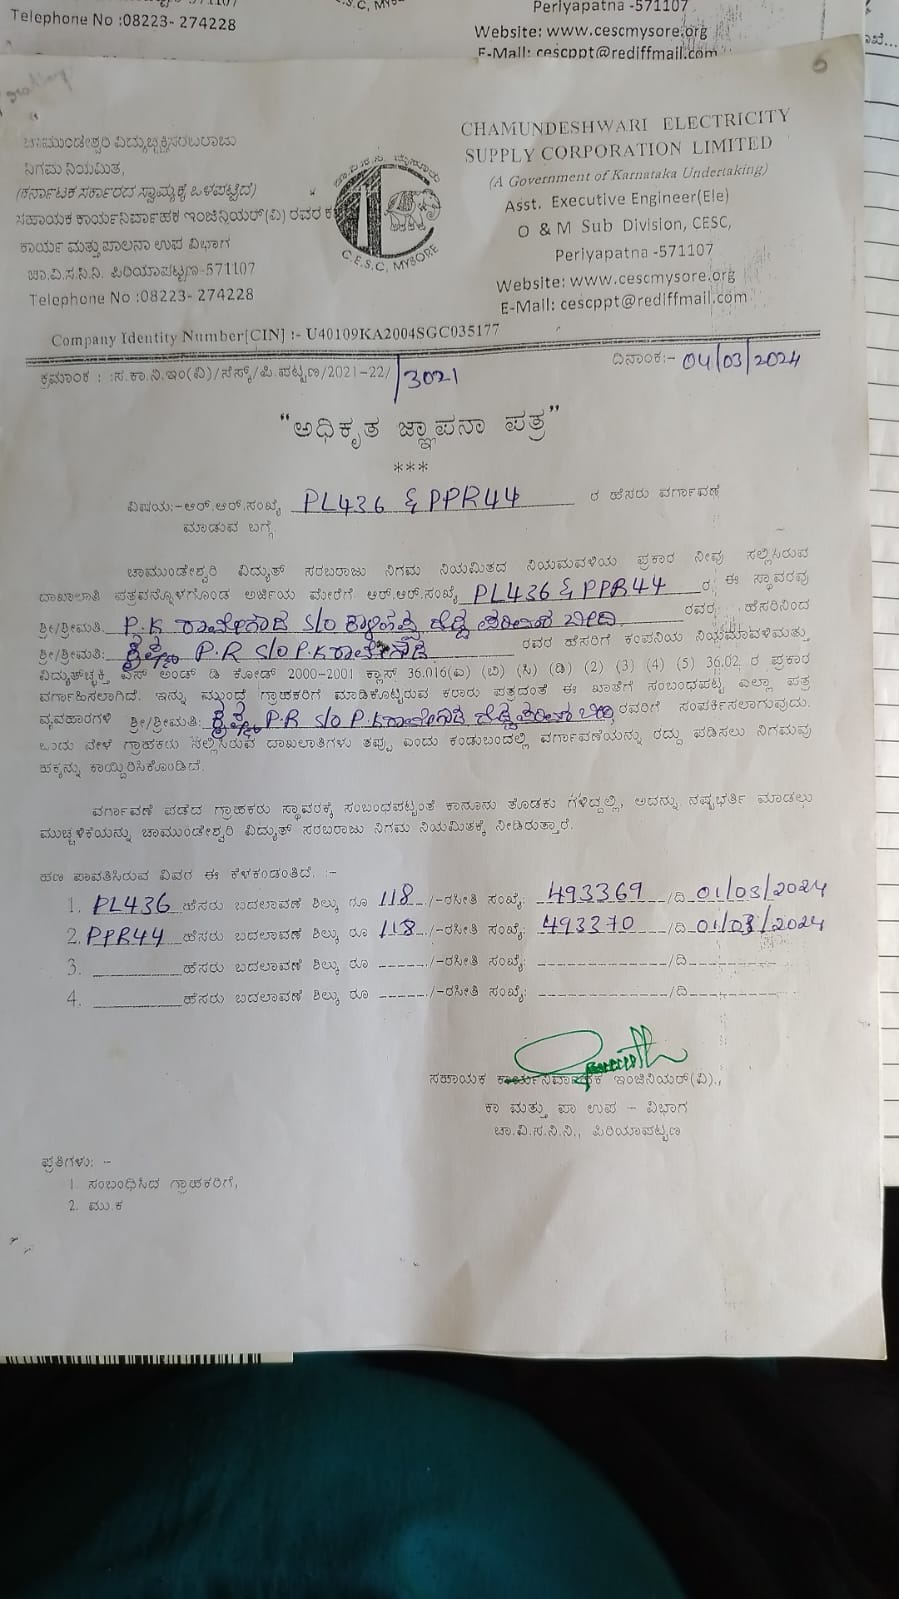 Telephone No :08223- 274228
Periyapatna -571107
Website: www.cescmysore.org
E-Mail: cescppt@rediffmail.com
6
ಚಾಮುಂಡೇಶ್ವರಿ ವಿದ್ಯುಚ್ಛಕ್ತಿಸರಬರಾಜು
ನಿಗಮ ನಿಯಮಿತ,
(ಕರ್ನಾಟಕ ಸರ್ಕಾರದ ಸ್ವಾಮ್ಯಕ್ಕೆ ಒಳಪಟ್ಟಿದೆ)
ಸಹಾಯಕ ಕಾರ್ಯನಿರ್ವಾಹಕ ಇಂಜಿನಿಯರ್(ವಿ) ರವರ ಕ
ಕಾರ್ಯ ಮತ್ತು ಪಾಲನಾ ಉಪ ವಿಭಾಗ
ಚಾ.ವಿ.ಸ.ನಿ.ನಿ. ಪಿರಿಯಾಪಟ್ಟಣ-571107
Telephone No :08223- 274228
C.E.S.C, MYSORE
CHAMUNDESHWARI ELECTRICITY
SUPPLY CORPORATION LIMITED
(A Government of Karnataka Undertaking)
Asst. Executive Engineer(Ele)
O & M Sub Division, CESC,
Periyapatna -571107
Website: www.cescmysore.org
E-Mail: cescppt@rediffmail.com
Company Identity Number[CIN] :- U40109KA2004SGC035177
ಕ್ರಮಾಂಕ : :ಸ.ಕಾ.ನಿ.ಇಂ(ವಿ)/ಸೆಸ್ಕ್/ಪಿ.ಪಟ್ಟಣ/2021-22/ 3021 ದಿನಾಂಕ:- 04/03/2024
"ಅಧಿಕೃತ ಜ್ಞಾಪನಾ ಪತ್ರ"
***
ವಿಷಯ:-ಆರ್.ಆರ್.ಸಂಖ್ಯೆ PL436 & PPR44 ರ ಹೆಸರು ವರ್ಗಾವಣೆ
ಮಾಡುವ ಬಗ್ಗೆ.
ಚಾಮುಂಡೇಶ್ವರಿ ವಿದ್ಯುತ್ ಸರಬರಾಜು ನಿಗಮ ನಿಯಮಿತದ ನಿಯಮವಳಿಯ ಪ್ರಕಾರ ನೀವು ಸಲ್ಲಿಸಿರುವ
ದಾಖಲಾತಿ ಪತ್ರವನ್ನೊಳಗೊಂಡ ಅರ್ಜಿಯ ಮೇರೆಗೆ ಆರ್.ಆರ್.ಸಂಖ್ಯೆ PL436 & PPR44 ರ, ಈ ಸ್ಥಾವರವು
ಶ್ರೀ/ಶ್ರೀಮತಿ. P.K S/O ದೊಡ್ಡ ಬೀದಿ ರವರ ಹೆಸರಿನಿಂದ
ಶ್ರೀ/ಶ್ರೀಮತಿ: P.R S/O P.K ರವರ ಹೆಸರಿಗೆ ಕಂಪನಿಯ ನಿಯಮಾವಳಿಮತ್ತು
ವಿದ್ಯುತ್‌ಚ್ಛಕ್ತಿ ಎಸ್ ಅಂಡ್ ಡಿ ಕೋಡ್ 2000-2001 ಕ್ಲಾಸ್ 36.01(ಎ) (ಬಿ) (ಸಿ) (ಡಿ) (2) (3) (4) (5) 36.02 ರ ಪ್ರಕಾರ
ವರ್ಗಾಹಿಸಲಾಗಿದೆ. ಇನ್ನು ಮುಂದೆ ಗ್ರಾಹಕರಿಗೆ ಮಾಡಿಕೊಟ್ಟಿರುವ ಕರಾರು ಪತ್ರದಂತೆ ಈ ಖಾತೆಗೆ ಸಂಬಂಧಪಟ್ಟ ಎಲ್ಲಾ ಪತ್ರ
ವ್ಯವಹಾರಗಳಿ ಶ್ರೀ/ಶ್ರೀಮತಿ: P.R S/O P.K ರವರಿಗೆ ಸಂಪರ್ಕಿಸಲಾಗುವುದು.
ಒಂದು ವೇಳೆ ಗ್ರಾಹಕರು ಸಲ್ಲಿಸಿರುವ ದಾಖಲಾತಿಗಳು ತಪ್ಪು ಎಂದು ಕಂಡುಬಂದಲ್ಲಿ ವರ್ಗಾವಣೆಯನ್ನು ರದ್ದು ಪಡಿಸಲು ನಿಗಮವು
ಹಕ್ಕನ್ನು ಕಾಯ್ದಿರಿಸಿಕೊಂಡಿದೆ.
ವರ್ಗಾವಣೆ ಪಡೆದ ಗ್ರಾಹಕರು ಸ್ಥಾವರಕ್ಕೆ ಸಂಬಂಧಪಟ್ಟಂತೆ ಕಾನೂನು ತೊಡಕು ಗಳಿದ್ದಲ್ಲಿ, ಅದನ್ನು ನಷ್ಟಭರ್ತಿ ಮಾಡಲು
ಮುಚ್ಚಳಿಕೆಯನ್ನು ಚಾಮುಂಡೇಶ್ವರಿ ವಿದ್ಯುತ್ ಸರಬರಾಜು ನಿಗಮ ನಿಯಮಿತಕ್ಕೆ ನೀಡಿರುತ್ತಾರೆ.
ಹಣ ಪಾವತಿಸಿರುವ ವಿವರ ಈ ಕೆಳಕಂಡಂತಿದೆ. :-
1. PL436 ಹೆಸರು ಬದಲಾವಣೆ ಶುಲ್ಕ ರೂ 118 /-ರಸೀತಿ ಸಂಖ್ಯೆ: 493369 /ದಿ 01/03/2024
2. PPR44 ಹೆಸರು ಬದಲಾವಣೆ ಶುಲ್ಕ ರೂ 118 /-ರಸೀತಿ ಸಂಖ್ಯೆ: 493370 /ದಿ 01/03/2024
3. ________ಹೆಸರು ಬದಲಾವಣೆ ಶುಲ್ಕ ರೂ -----/-ರಸೀತಿ ಸಂಖ್ಯೆ: -------------/ದಿ-----------
4. ________ಹೆಸರು ಬದಲಾವಣೆ ಶುಲ್ಕ ರೂ -----/-ರಸೀತಿ ಸಂಖ್ಯೆ: -------------/ದಿ-----------
ಸಹಾಯಕ ಕಾರ್ಯನಿರ್ವಾಹಕ ಇಂಜಿನಿಯರ್(ವಿ).,
ಕಾ ಮತ್ತು ಪಾ ಉಪ – ವಿಭಾಗ
ಚಾ.ವಿ.ಸ.ನಿ.ನಿ., ಪಿರಿಯಾಪಟ್ಟಣ
ಪ್ರತಿಗಳು: -
1. ಸಂಬಂಧಿಸಿದ ಗ್ರಾಹಕರಿಗೆ,
2. ಮು.ಕ